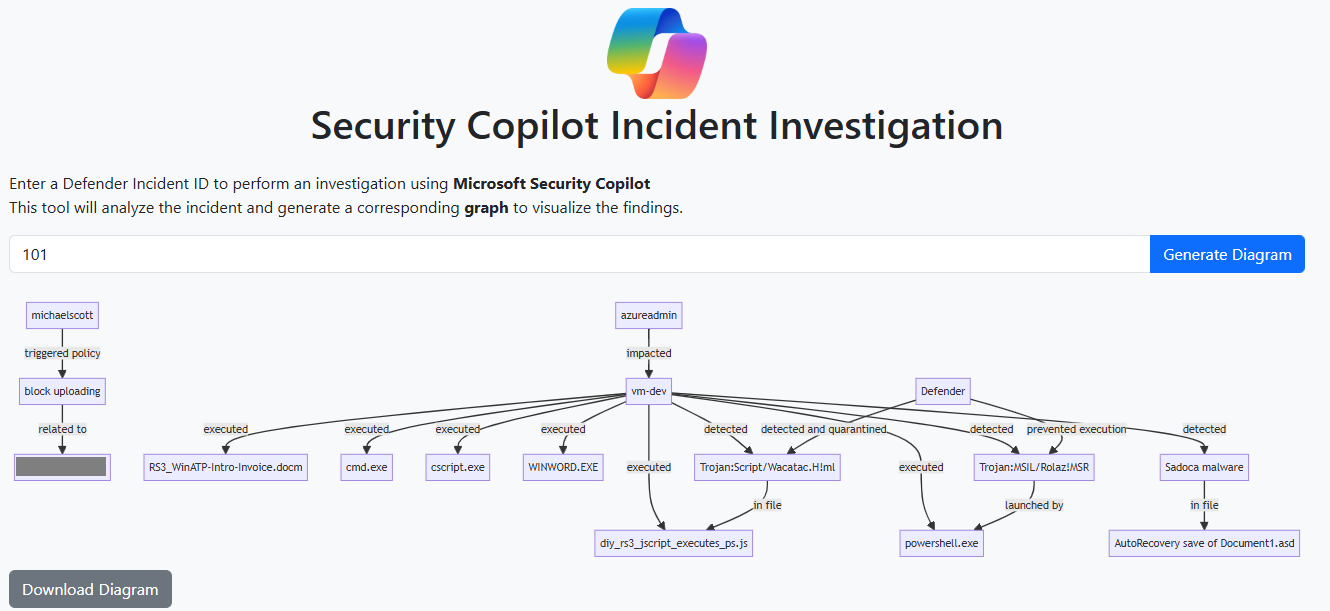 Security Copilot Incident Investigation
Enter a Defender Incident ID to perform an investigation using Microsoft Security Copilot
This tool will analyze the incident and generate a corresponding graph to visualize the findings.
101
Generate Diagram
michaelscott
azureadmin
triggered policy
impacted
block uploading
vm-dev
Defender
related to
executed
executed
executed
executed
detected
detected and quarantined
detected
prevented execution
detected
RS3_WinATP-Intro-Invoice.docm
cmd.exe
cscript.exe
WINWORD.EXE
executed
Trojan:Script/Wacatac.H!ml
executed
Trojan:MSIL/Rolaz!MSR
Sadoca malware
in file
launched by
in file
diy_rs3_jscript_executes_ps.js
powershell.exe
AutoRecovery save of Document1.asd
Download Diagram